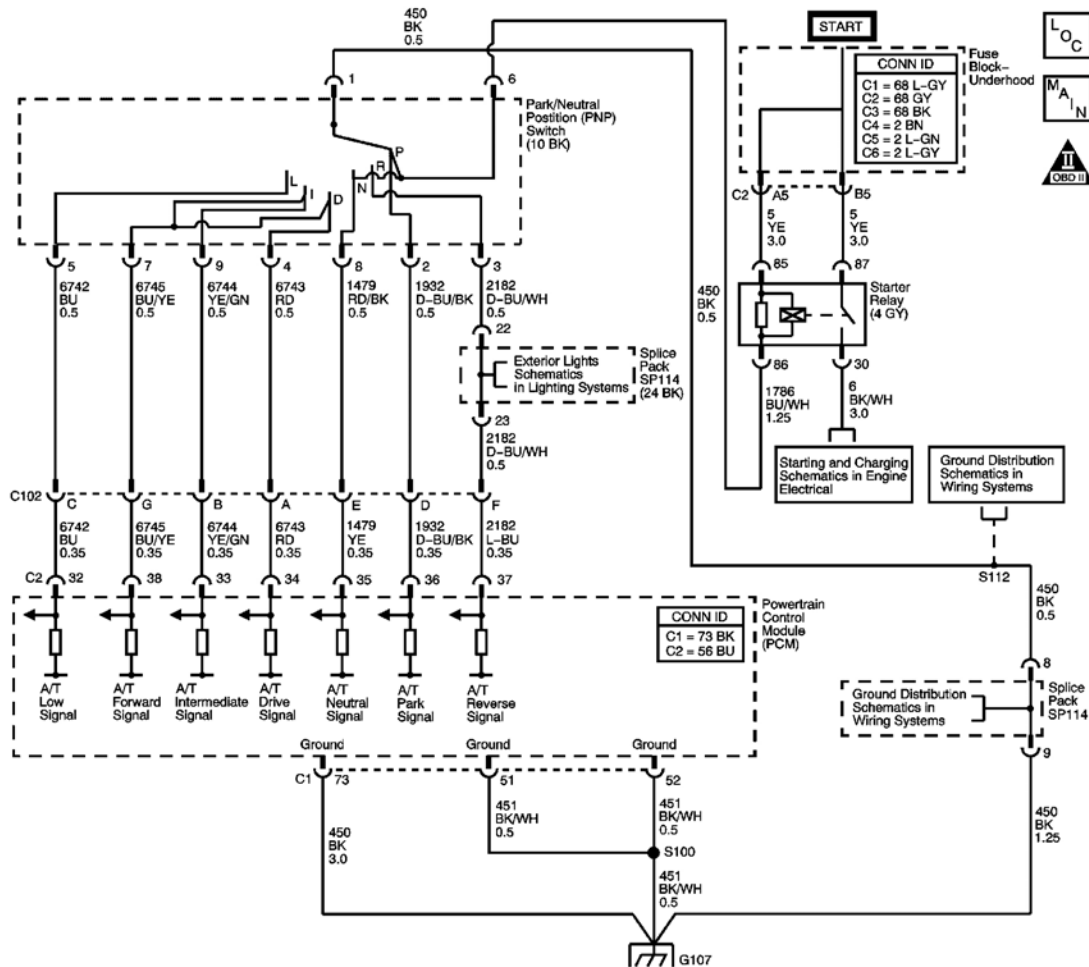 450
BK
0.5
START
L O C
Fuse
Block–
Underhood
CONN ID
C1 = 68 L–GY
C2 = 68 GY
C3 = 68 BK
C4 = 2 BN
C5 = 2 L–GN
C6 = 2 L–GY
M A I N
II
OBD II
1
6
Park/Neutral
Postition (PNP)
Switch
(10 BK)
P
R
L
I
D
N
C2
A5
B5
5
YE
3.0
5
YE
3.0
85
87
450
BK
0.5
Starter
Relay
(4 GY)
86
30
1786
BU/WH
1.25
6
BK/WH
3.0
5
7
9
4
8
2
3
6742
BU
0.5
6745
BU/YE
0.5
6744
YE/GN
0.5
6743
RD
0.5
1479
RD/BK
0.5
1932
D–BU/BK
0.5
2182
D–BU/WH
0.5
22
Exterior Lights
Schematics
in Lighting Systems
Splice
Pack
SP114
(24 BK)
23
2182
D–BU/WH
0.5
Starting and Charging
Schematics in Engine
Electrical
Ground Distribution
Schematics in
Wiring Systems
C102
C
G
B
A
E
D
F
6742
BU
0.35
6745
BU/YE
0.35
6744
YE/GN
0.35
6743
RD
0.35
1479
YE
0.35
1932
D–BU/BK
0.35
2182
L–BU
0.35
S112
C2
32
38
33
34
35
36
37
450
BK
0.5
CONN ID
C1 = 73 BK
C2 = 56 BU
Powertrain
Control
Module
(PCM)
A/T
Low
Signal
A/T
Forward
Signal
A/T
Intermediate
Signal
A/T
Drive
Signal
A/T
Neutral
Signal
A/T
Park
Signal
A/T
Reverse
Signal
8
Ground Distribution
Schematics in
Wiring Systems
Splice
Pack
SP114
9
Ground
Ground
Ground
C1
73
51
52
450
BK
3.0
451
BK/WH
0.5
451
BK/WH
0.5
450
BK
1.25
S100
451
BK/WH
0.5
G107